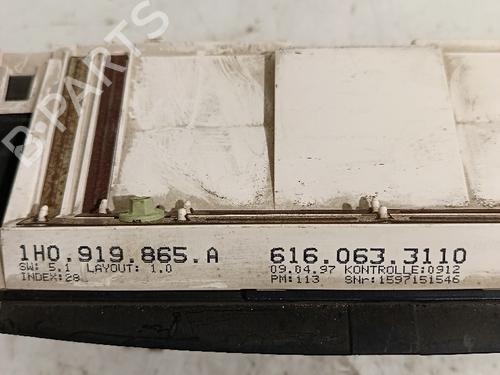 B-PARTS
1H0.919.865.A 616.063.3110
SW: 5.1 LAYOUT: 1.0 09.04.97 KONTROLLE:0912
INDEX:28 PM:113 SNr:1597151546